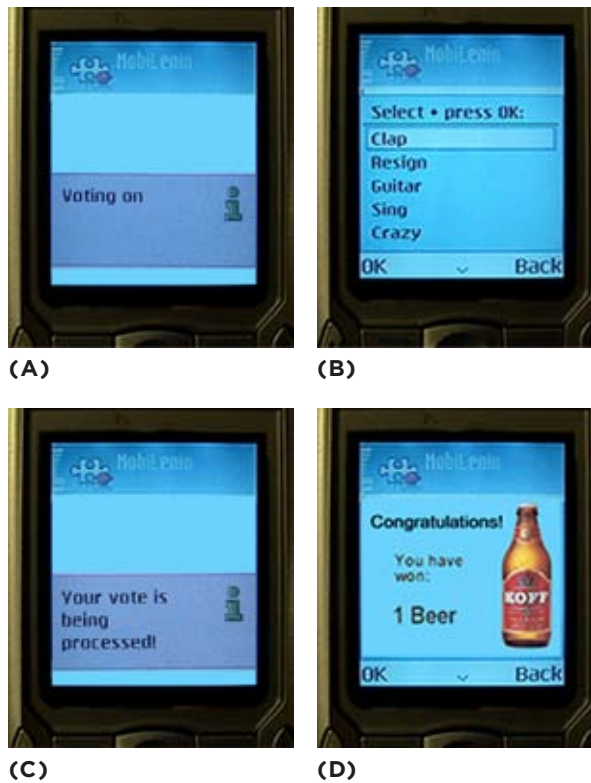 MobiLenin
Voting on
(A)
MobiLenin
Select • press OK:
Clap
Resign
Guitar
Sing
Crazy
OK Back
(B)
MobiLenin
Your vote is
being
processed!
(C)
MobiLenin
Congratulations!
You have
won:
1 Beer
KOFF
OK Back
(D)